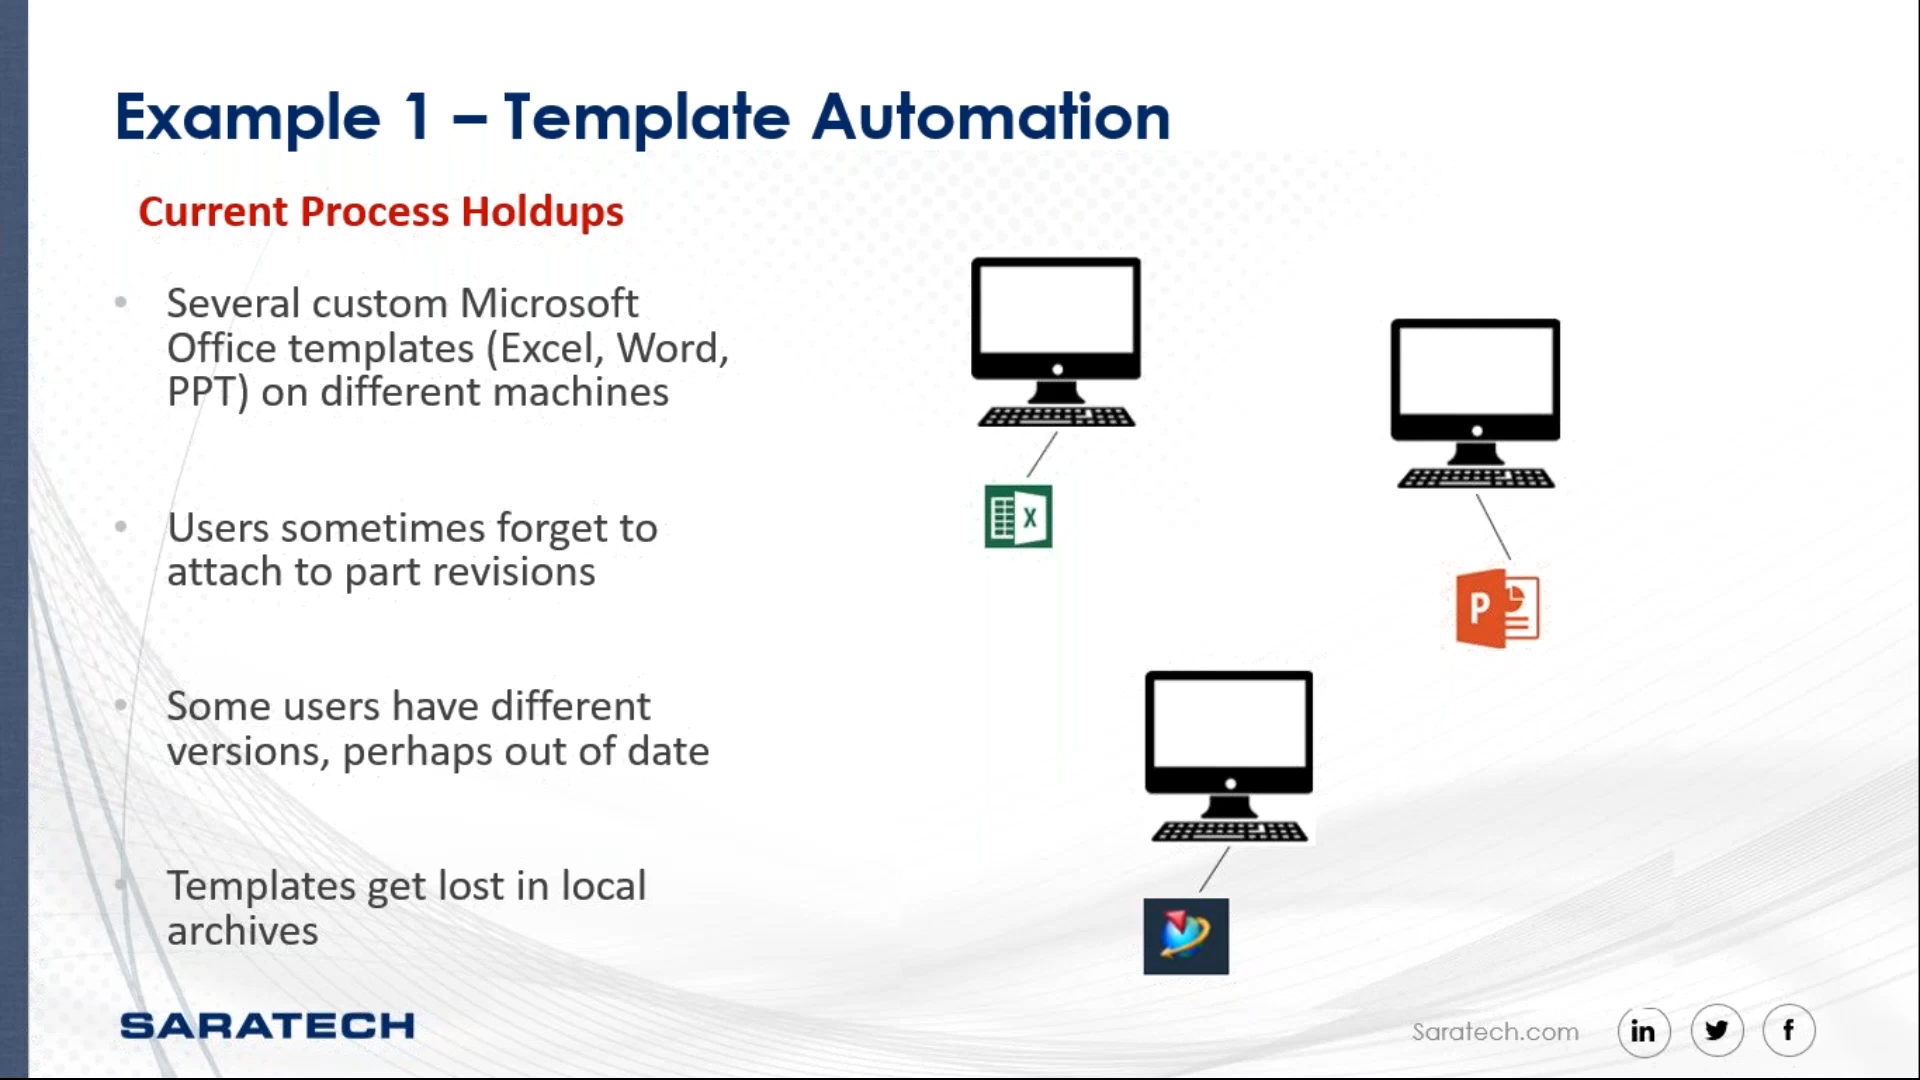 Example 1 – Template Automation
Current Process Holdups
• Several custom Microsoft
Office templates (Excel, Word,
PPT) on different machines
• Users sometimes forget to
attach to part revisions
• Some users have different
versions, perhaps out of date
• Templates get lost in local
archives
X
P
SARATECH
Saratech.com
in
f